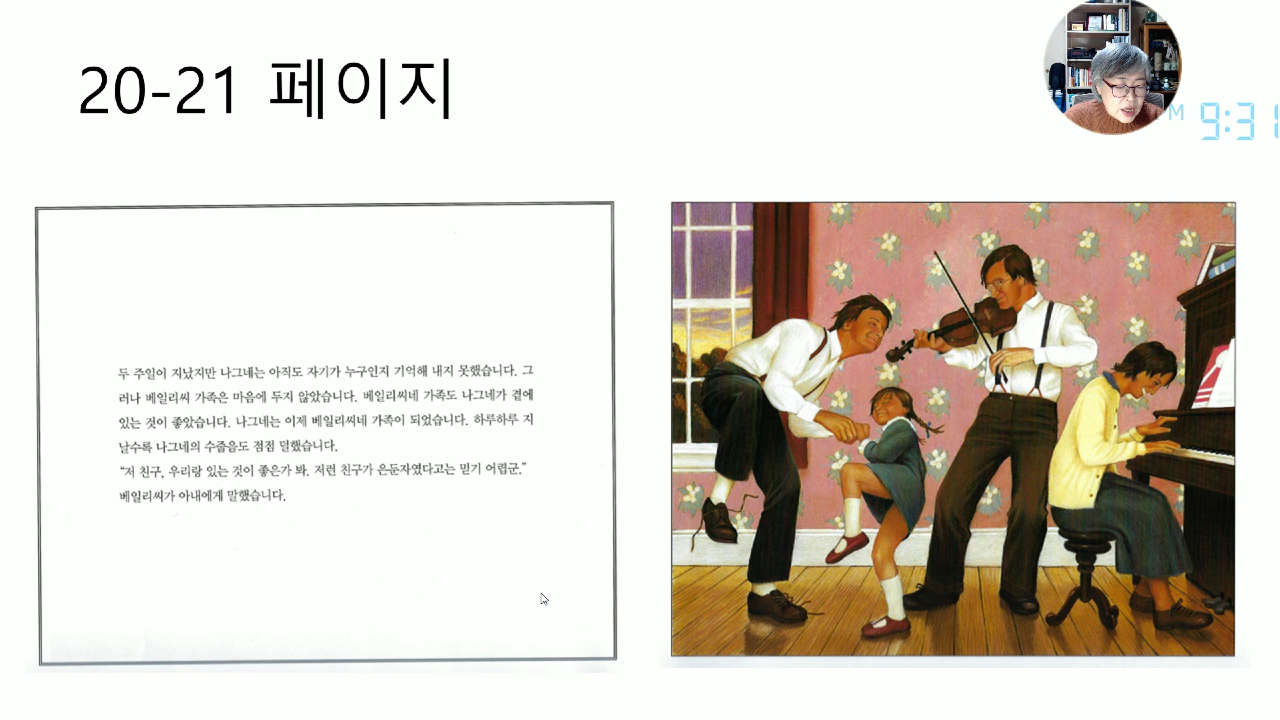 20-21 페이지
M 9:31
두 주일이 지났지만 나그네는 아직도 자기가 누구인지 기억해 내지 못했습니다. 그
러나 베일리씨 가족은 마음에 두지 않았습니다. 베일리씨네 가족도 나그네가 곁에
있는 것이 좋았습니다. 나그네는 이제 베일리씨네 가족이 되었습니다. 하루하루 지
날수록 나그네의 수줍음도 점점 덜했습니다.
“저 친구, 우리랑 있는 것이 좋은가 봐. 저런 친구가 은둔자였다고는 믿기 어렵군.”
베일리씨가 아내에게 말했습니다.